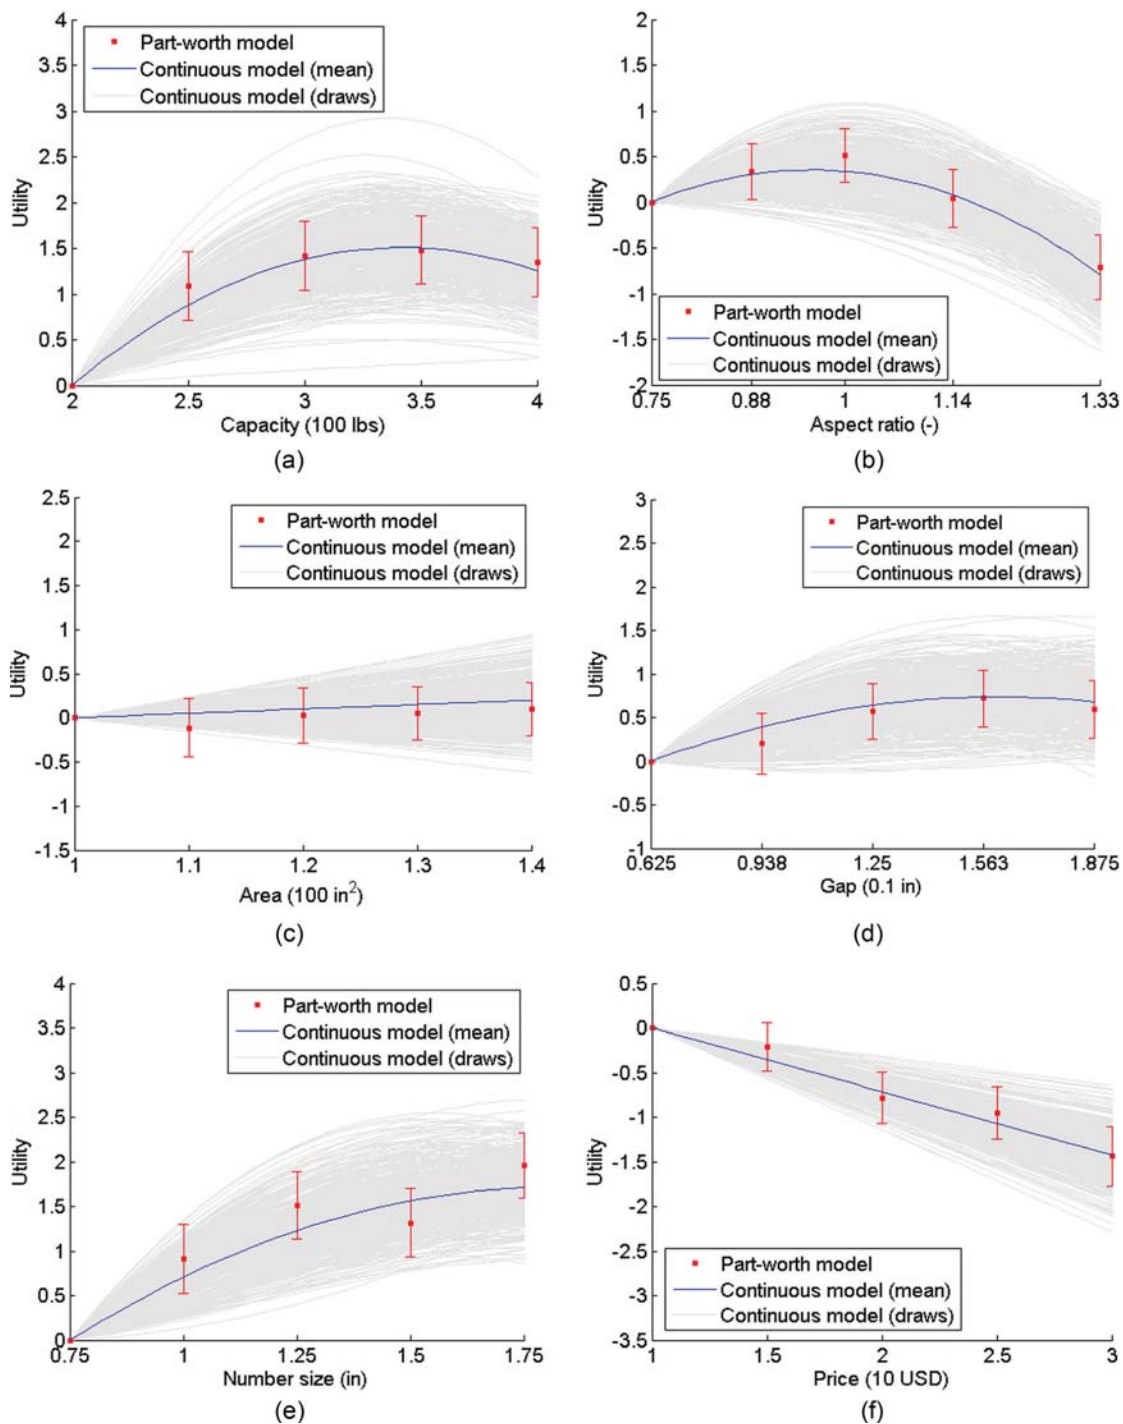 4
3.5
3
2.5
2
1.5
1
0.5
0
Utility
Part-worth model
Continuous model (mean)
Continuous model (draws)
2 2.5 3 3.5 4
Capacity (100 lbs)
(a)
2
1.5
1
0.5
0
-0.5
-1
-1.5
-2
Utility
Part-worth model
Continuous model (mean)
Continuous model (draws)
0.75 0.88 1 1.14 1.33
Aspect ratio (-)
(b)
2.5
2
1.5
1
0.5
0
-0.5
-1
-1.5
Utility
Part-worth model
Continuous model (mean)
Continuous model (draws)
1 1.1 1.2 1.3 1.4
Area (100 in²)
(c)
3
2.5
2
1.5
1
0.5
0
-0.5
-1
Utility
Part-worth model
Continuous model (mean)
Continuous model (draws)
0.625 0.938 1.25 1.563 1.875
Gap (0.1 in)
(d)
4
3.5
3
2.5
2
1.5
1
0.5
0
Utility
Part-worth model
Continuous model (mean)
Continuous model (draws)
0.75 1 1.25 1.5 1.75
Number size (in)
(e)
0.5
0
-0.5
-1
-1.5
-2
-2.5
-3
-3.5
Utility
Part-worth model
Continuous model (mean)
Continuous model (draws)
1 1.5 2 2.5 3
Price (10 USD)
(f)